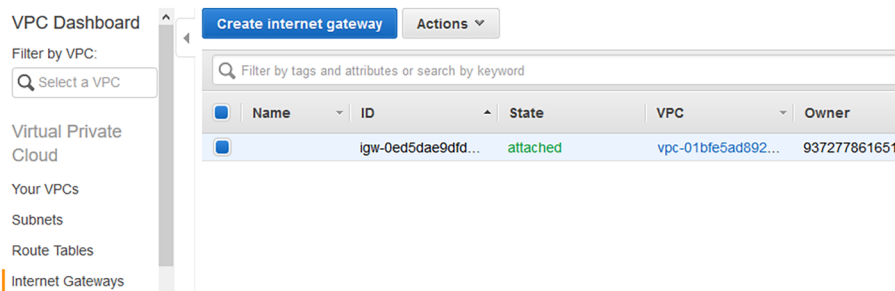 VPC Dashboard
Filter by VPC:
Select a VPC
Virtual Private
Cloud
Your VPCs
Subnets
Route Tables
Internet Gateways
Create internet gateway Actions
Filter by tags and attributes or search by keyword
Name ID State VPC Owner
igw-0ed5dae9dfd... attached vpc-01bfe5ad892...937277861651